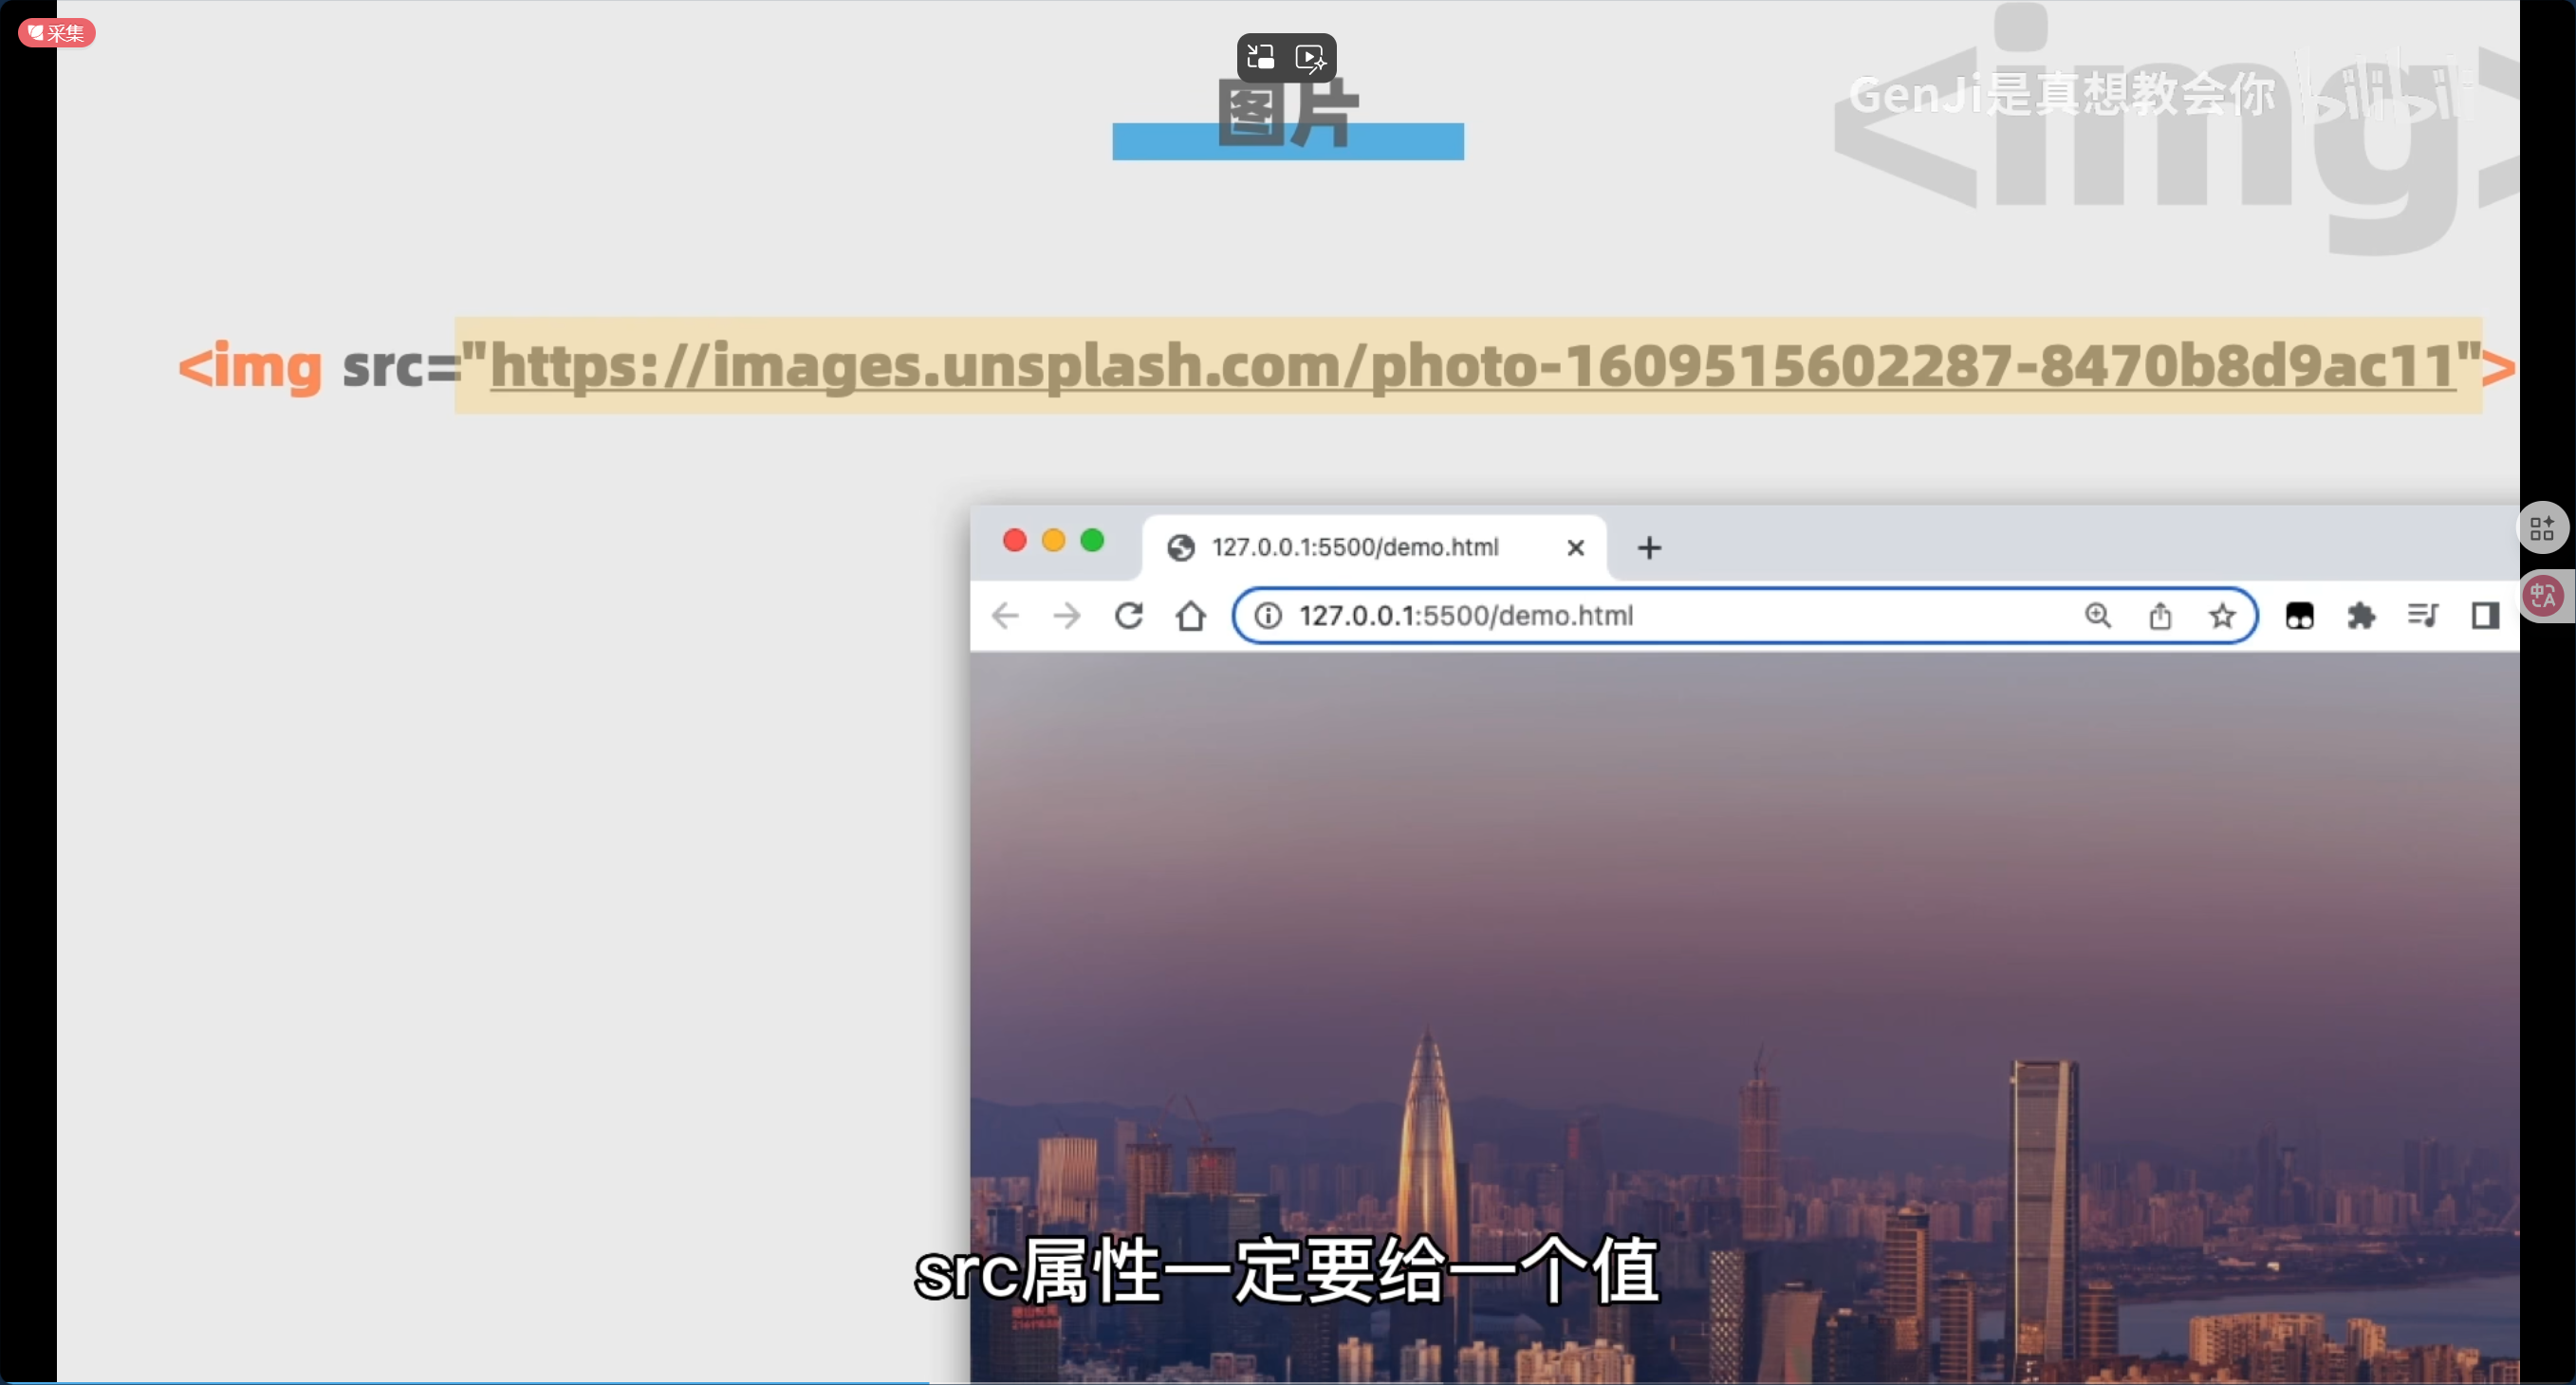 采集
<img>
图片
GenJi是真想教会你 bilibili
<img src="https://images.unsplash.com/photo-1609515602287-8470b8d9ac11">
127.0.0.1:5500/demo.html
127.0.0.1:5500/demo.html
中A
src属性一定要给一个值